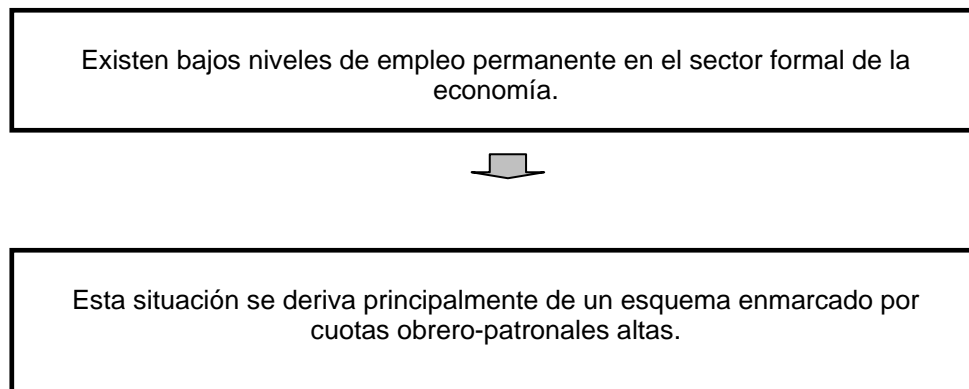 Existen bajos niveles de empleo permanente en el sector formal de la
economía.
Esta situación se deriva principalmente de un esquema enmarcado por
cuotas obrero-patronales altas.